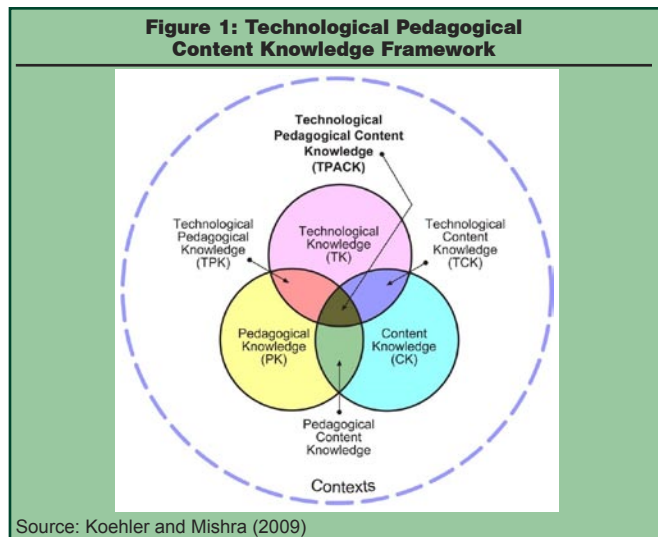 Figure 1: Technological Pedagogical
Content Knowledge Framework
Technological
Pedagogical Content
Knowledge
(TPACK)
Technological
Pedagogical
Knowledge
(TPK)
Technological
Knowledge
(TK)
Technological
Content
Knowledge
(TCK)
Pedagogical
Knowledge
(PK)
Content
Knowledge
(CK)
Pedagogical
Content
Knowledge
Contexts
Source: Koehler and Mishra (2009)